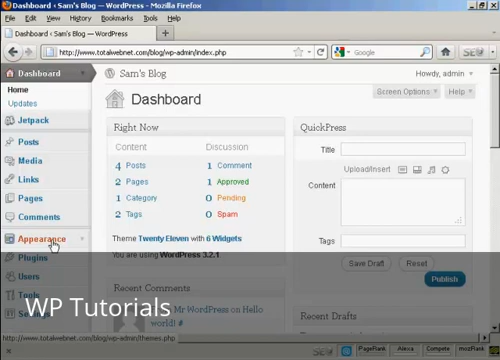 Dashboard ‹ Sam's Blog — WordPress - Mozilla Firefox
File Edit View History Bookmarks Tools Help
Dashboard ‹ Sam's Blog — WordPress
http://www.totalwebnet.com/blog/wp-admin/index.php
Google
Dashboard
Sam's Blog
Howdy, admin
Home
Updates
Jetpack
Posts
Media
Links
Pages
Comments
Appearance
Plugins
Users
Tools
Settings
Screen Options
Help
Dashboard
Right Now
Content
Discussion
4 Posts
1 Comment
2 Pages
1 Approved
1 Category
0 Pending
2 Tags
0 Spam
Theme Twenty Eleven with 6 Widgets
You are using WordPress 3.2.1
Recent Comments
Mr WordPress on Hello
world! #
QuickPress
Title
Upload/Insert
Content
Tags
Save Draft
Reset
Publish
Recent Drafts
WP Tutorials
http://www.totalwebnet.com/blog/wp-admin/themes.php
PageRank
Alexa
Compete
mozRank